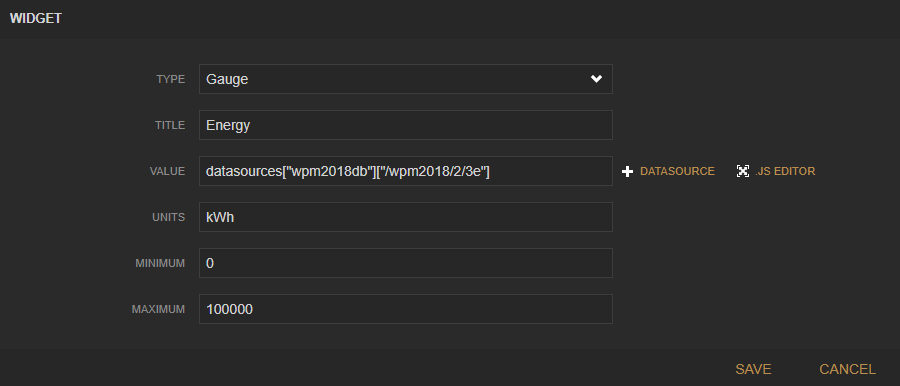 WIDGET
TYPE Gauge
TITLE Energy
VALUE datasources["wpm2018db"]["/wpm2018/2/3e"] DATASOURCE .JS EDITOR
UNITS kWh
MINIMUM 0
MAXIMUM 100000
SAVE CANCEL